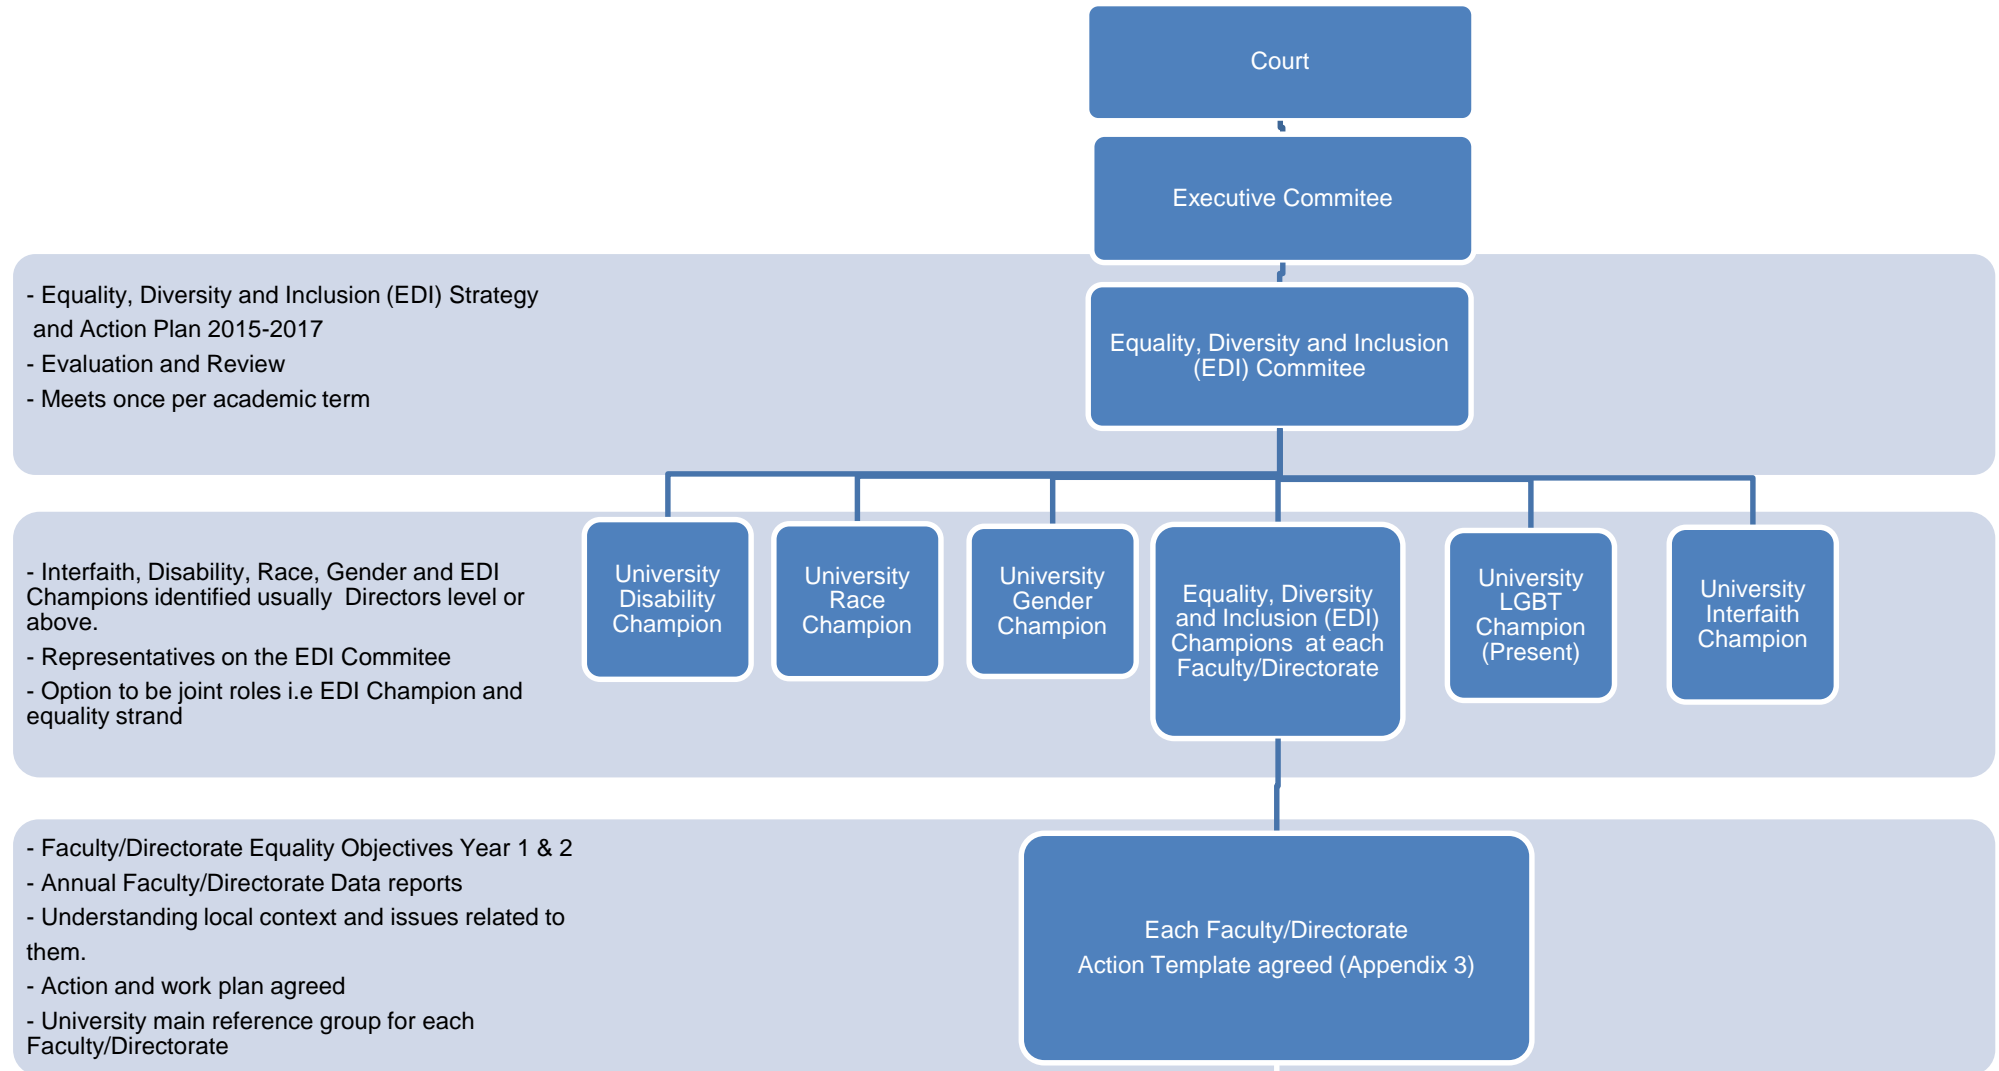 Court
Executive Commitee
- Equality, Diversity and Inclusion (EDI) Strategy
and Action Plan 2015-2017
- Evaluation and Review
- Meets once per academic term
Equality, Diversity and Inclusion
(EDI) Commitee
- Interfaith, Disability, Race, Gender and EDI
Champions identified usually Directors level or
above.
- Representatives on the EDI Commitee
- Option to be joint roles i.e EDI Champion and
equality strand
University
Disability
Champion
University
Race
Champion
University
Gender
Champion
Equality, Diversity
and Inclusion (EDI)
Champions at each
Faculty/Directorate
University
LGBT
Champion
(Present)
University
Interfaith
Champion
- Faculty/Directorate Equality Objectives Year 1 & 2
- Annual Faculty/Directorate Data reports
- Understanding local context and issues related to
them.
- Action and work plan agreed
- University main reference group for each
Faculty/Directorate
Each Faculty/Directorate
Action Template agreed (Appendix 3)